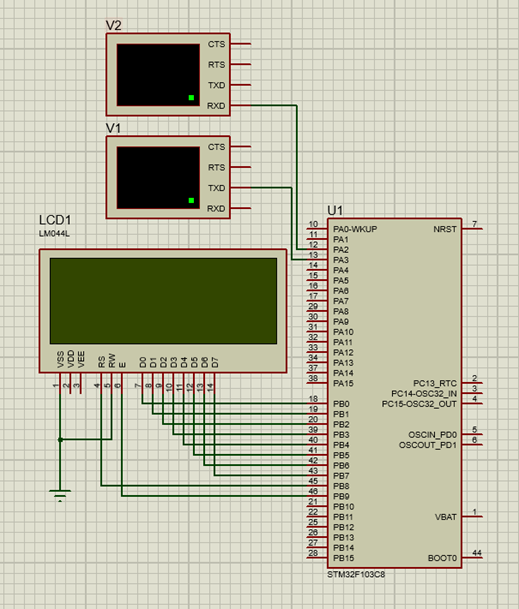 V2
CTS
RTS
TXD
RXD
V1
CTS
RTS
TXD
RXD
LCD1
LM044L
VSS VDD VEE RS RW E D0 D1 D2 D3 D4 D5 D6 D7
1 2 3 4 5 6 7 8 9 10 11 12 13 14
U1
10 PA0-WKUP NRST 7
11 PA1
12 PA2
13 PA3
14 PA4
15 PA5
16 PA6
17 PA7
29 PA8
30 PA9
31 PA10
32 PA11
33 PA12
34 PA13
37 PA14
38 PA15 PC13_RTC 2
PC14-OSC32_IN 3
18 PB0 PC15-OSC32_OUT 4
19 PB1
20 PB2
39 PB3 OSCIN_PD0 5
40 PB4 OSCOUT_PD1 6
41 PB5
42 PB6
43 PB7
45 PB8
46 PB9
21 PB10
22 PB11 VBAT 1
25 PB12
26 PB13
27 PB14
28 PB15 BOOT0 44
STM32F103C8